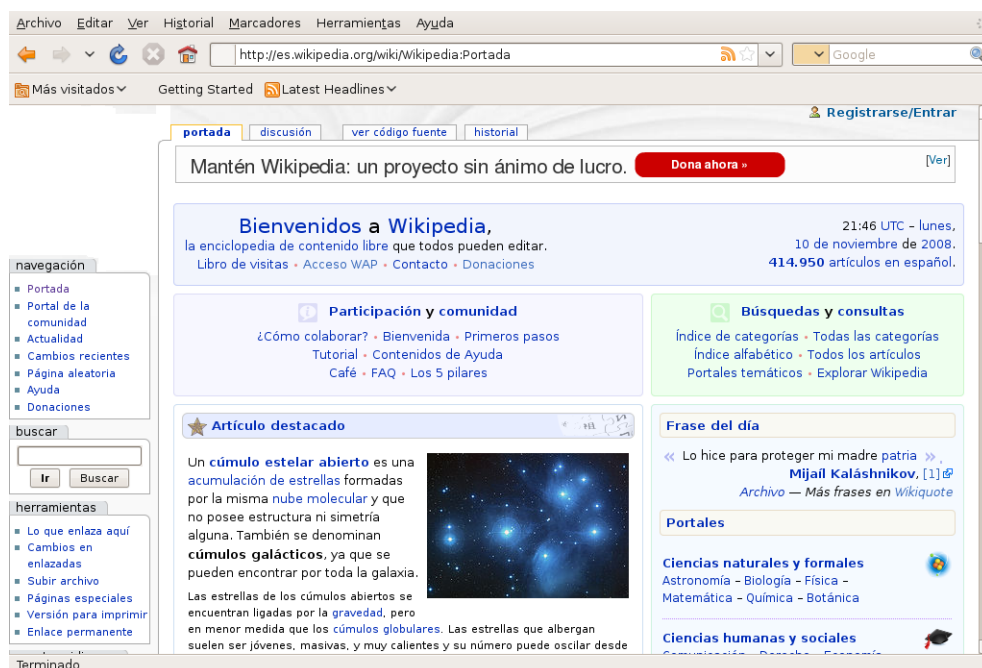 Archivo Editar Ver Historial Marcadores Herramientas Ayuda
http://es.wikipedia.org/wiki/Wikipedia:Portada
Google
Más visitados Getting Started Latest Headlines
Registrarse/Entrar
portada discusión ver código fuente historial
Mantén Wikipedia: un proyecto sin ánimo de lucro. Dona ahora » [Ver]
Bienvenidos a Wikipedia,
la enciclopedia de contenido libre que todos pueden editar.
Libro de visitas • Acceso WAP • Contacto • Donaciones
21:46 UTC – lunes,
10 de noviembre de 2008.
414.950 artículos en español.
navegación
Portada
Portal de la
comunidad
Actualidad
Cambios recientes
Página aleatoria
Ayuda
Donaciones
buscar
Ir Buscar
herramientas
Lo que enlaza aquí
Cambios en
enlazadas
Subir archivo
Páginas especiales
Versión para imprimir
Enlace permanente
Participación y comunidad
¿Cómo colaborar? • Bienvenida • Primeros pasos
Tutorial • Contenidos de Ayuda
Café • FAQ • Los 5 pilares
Búsquedas y consultas
Índice de categorías • Todas las categorías
Índice alfabético • Todos los artículos
Portales temáticos • Explorar Wikipedia
Artículo destacado
Un cúmulo estelar abierto es una
acumulación de estrellas formadas
por la misma nube molecular y que
no posee estructura ni simetría
alguna. También se denominan
cúmulos galácticos, ya que se
pueden encontrar por toda la galaxia.
Las estrellas de los cúmulos abiertos se
encuentran ligadas por la gravedad, pero
en menor medida que los cúmulos globulares. Las estrellas que albergan
suelen ser jóvenes, masivas, y muy calientes y su número puede oscilar desde
Frase del día
« Lo hice para proteger mi madre patria ».
Mijaíl Kaláshnikov, [1]
Archivo — Más frases en Wikiquote
Portales
Ciencias naturales y formales
Astronomía – Biología – Física –
Matemática – Química – Botánica
Ciencias humanas y sociales
Comunicación – Derecho – Economía
Terminado